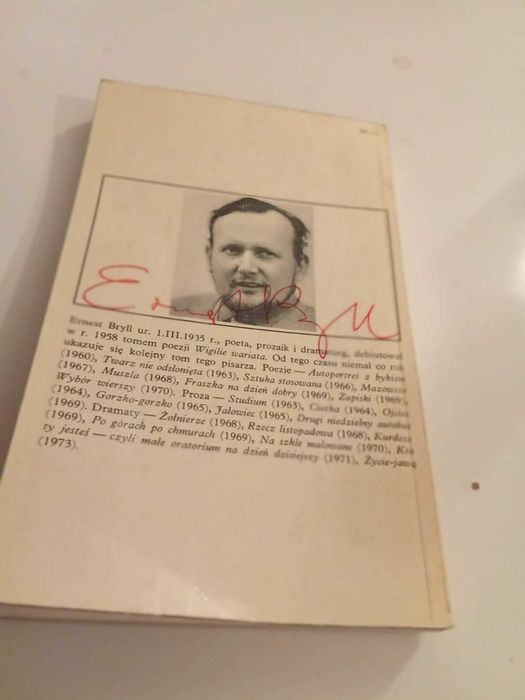 Ernest Bryll
Ernest Bryll ur. 1.III.1935 r., poeta, prozaik i dramaturg, debiutował
w r. 1958 tomem poezji Wigilie wariata. Od tego czasu niemal co rok
ukazuje się kolejny tom tego pisarza. Poezje — Autoportret z bykiem
(1960), Twarz nie odsłonięta (1963), Sztuka stosowana (1966), Mazowsze
(1967), Muszla (1968), Fraszka na dzień dobry (1969), Zapiski (1969),
Wybór wierszy (1970). Proza — Studium (1963), Ciotka (1964), Ojciec
(1964), Gorzko-gorzko (1965), Jałowiec (1965), Drugi niedzielny autobus
(1969). Dramaty — Żołnierze (1968), Rzecz listopadowa (1968), Kurdesz
(1969), Po górach po chmurach (1969), Na szkle malowane (1970), Kto
ty jesteś — czyli małe oratorium na dzień dzisiejszy (1971), Życie-jawą
(1973).